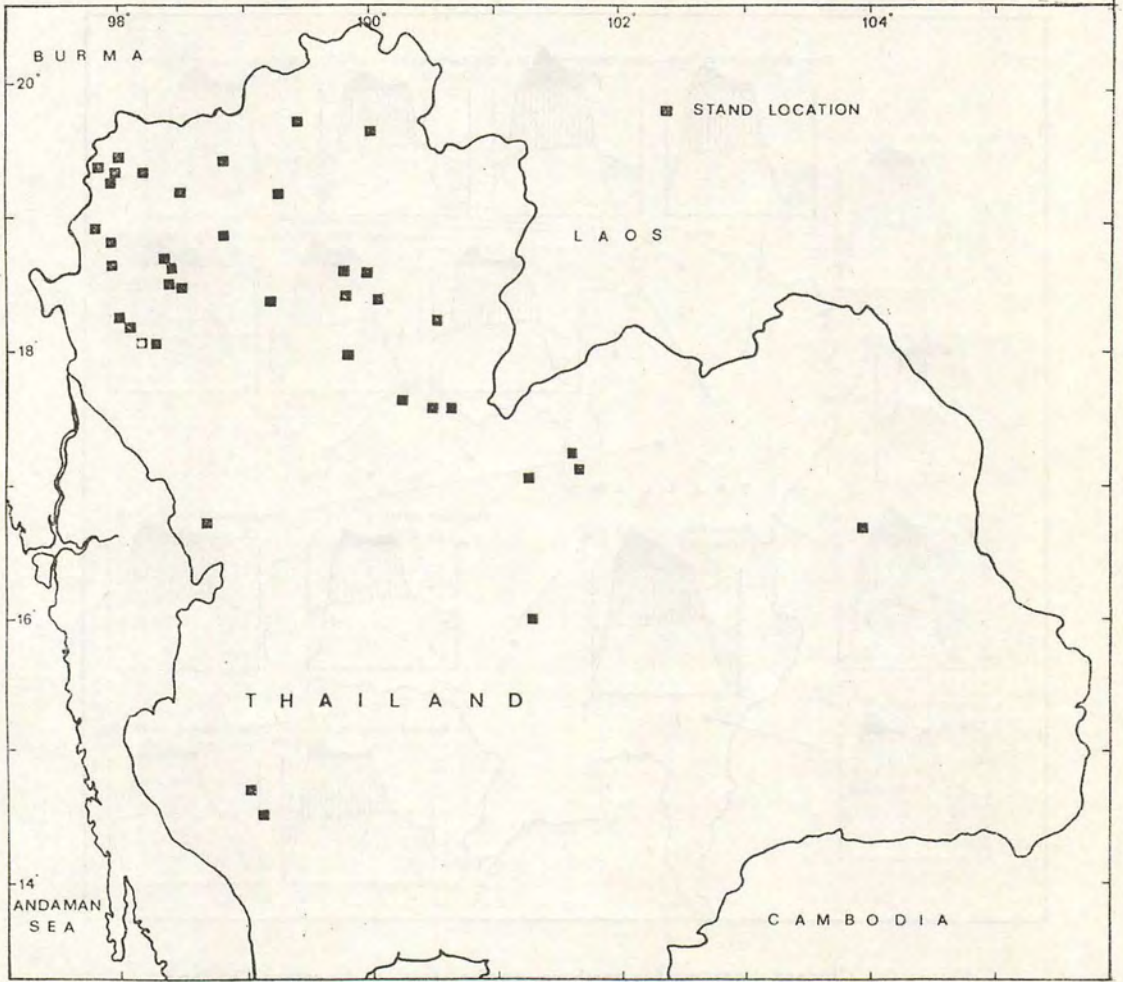 98° 100° 102 104
BURMA
20°
STAND LOCATION
LAOS
18°
16°
THAILAND
14°
ANDAMAN
SEA
CAMBODIA